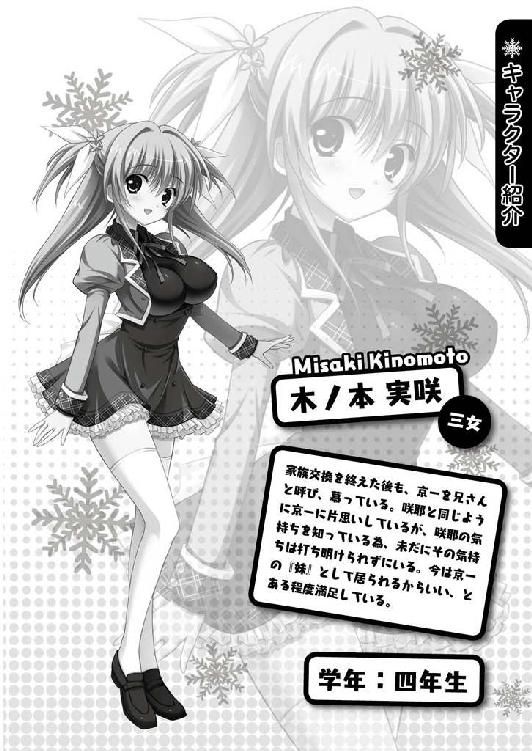 キャラクター紹介
Misaki Kinomoto
木ノ本 実咲
三女
家族交換を終えた後も、京一を兄さん
と呼び、慕っている。咲耶と同じよう
に京一に片思いしているが、咲耶の気
持ちを知っている為、未だにその気持
ちは打ち明けられずにいる。今は京一
の『妹』として居られるからいい、と
ある程度満足している。
学年：四年生